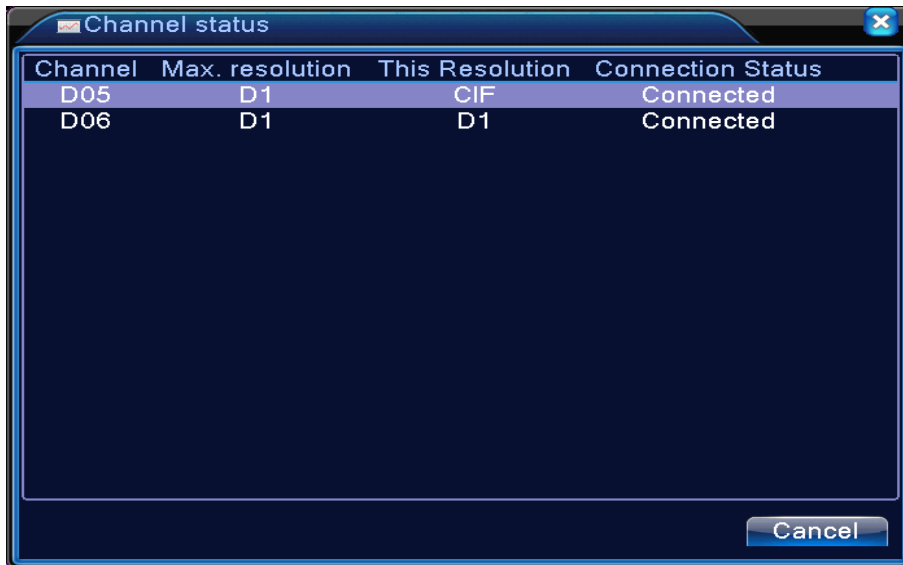 Channel status
Channel Max. resolution This Resolution Connection Status
D05 D1 CIF Connected
D06 D1 D1 Connected
Cancel